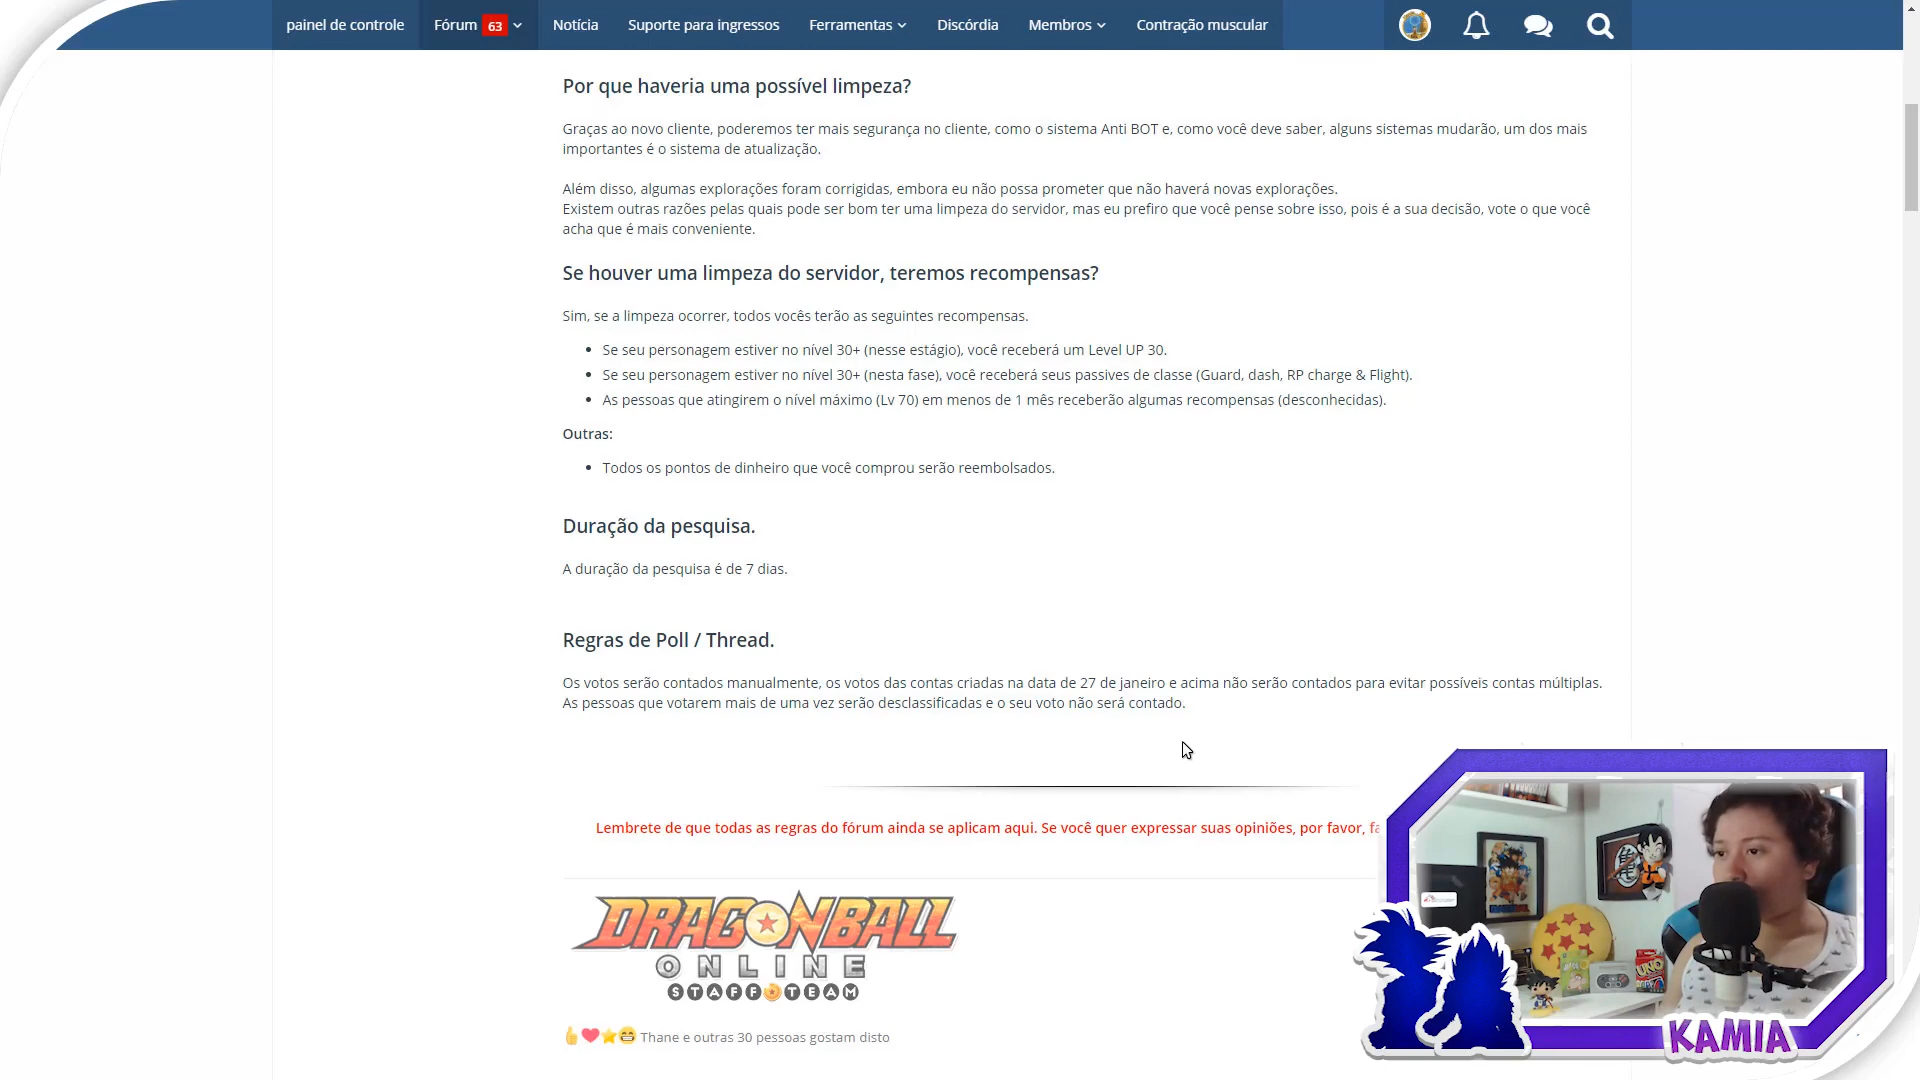 painel de controle
Fórum 63
Notícia
Suporte para ingressos
Ferramentas
Discórdia
Membros
Contração muscular
Por que haveria uma possível limpeza?
Graças ao novo cliente, poderemos ter mais segurança no cliente, como o sistema Anti BOT e, como você deve saber, alguns sistemas mudarão, um dos mais
importantes é o sistema de atualização.
Além disso, algumas explorações foram corrigidas, embora eu não possa prometer que não haverá novas explorações.
Existem outras razões pelas quais pode ser bom ter uma limpeza do servidor, mas eu prefiro que você pense sobre isso, pois é a sua decisão, vote o que você
acha que é mais conveniente.
Se houver uma limpeza do servidor, teremos recompensas?
Sim, se a limpeza ocorrer, todos vocês terão as seguintes recompensas.
Se seu personagem estiver no nível 30+ (nesse estágio), você receberá um Level UP 30.
Se seu personagem estiver no nível 30+ (nesta fase), você receberá seus passives de classe (Guard, dash, RP charge & Flight).
As pessoas que atingirem o nível máximo (Lv 70) em menos de 1 mês receberão algumas recompensas (desconhecidas).
Outras:
Todos os pontos de dinheiro que você comprou serão reembolsados.
Duração da pesquisa.
A duração da pesquisa é de 7 dias.
Regras de Poll / Thread.
Os votos serão contados manualmente, os votos das contas criadas na data de 27 de janeiro e acima não serão contados para evitar possíveis contas múltiplas.
As pessoas que votarem mais de uma vez serão desclassificadas e o seu voto não será contado.
Lembrete de que todas as regras do fórum ainda se aplicam aqui. Se você quer expressar suas opiniões, por favor, fa
DRAGONBALL
ONLINE
STAFF TEAM
Thane e outras 30 pessoas gostam disto
UNO
KAMIA